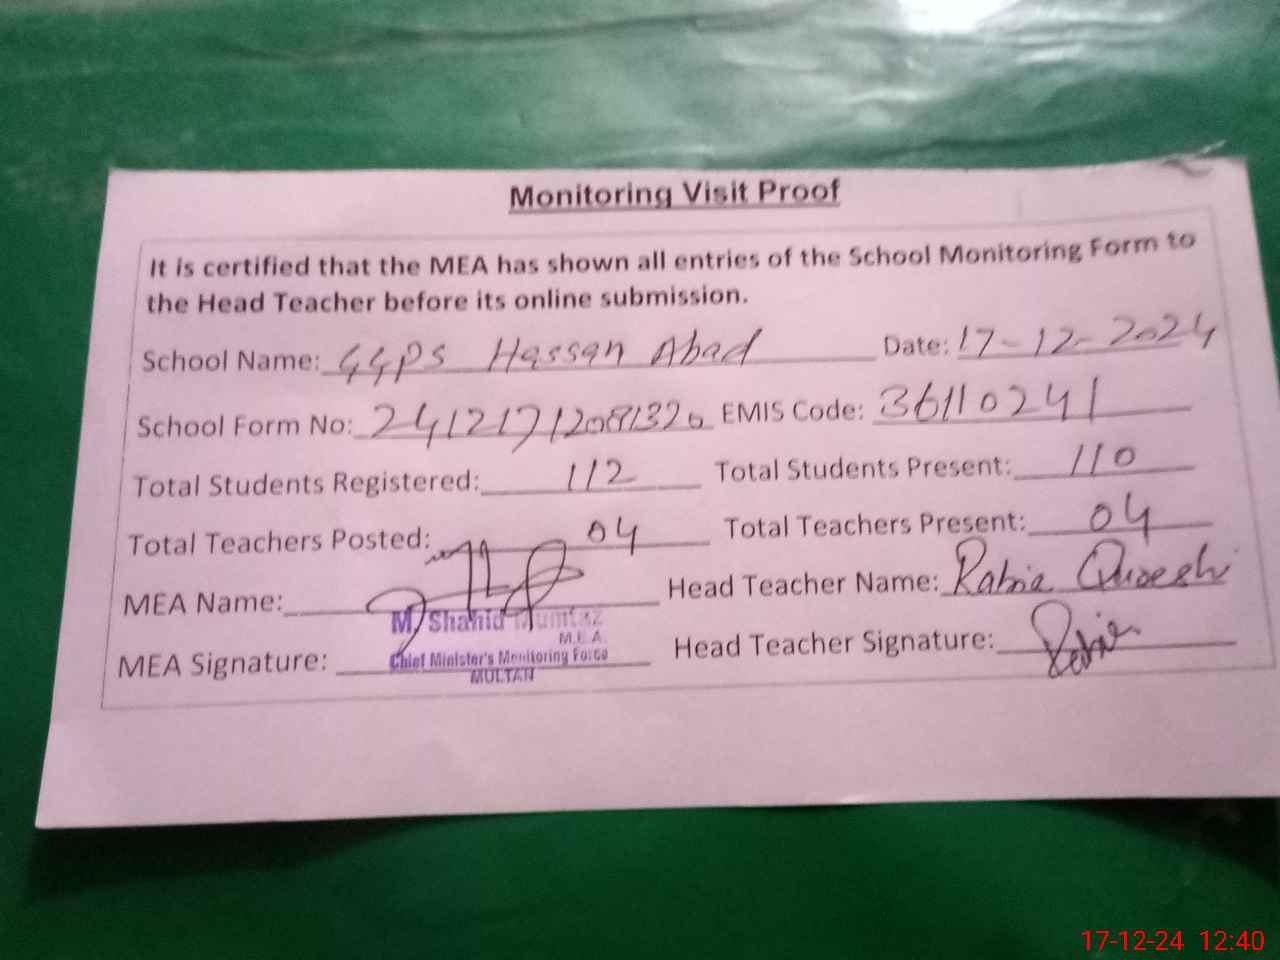 Monitoring Visit Proof
It is certified that the MEA has shown all entries of the School Monitoring Form to
the Head Teacher before its online submission.
School Name: GGPS Hassan Abad Date: 17-12-2024
School Form No: 24121712081320 EMIS Code: 36110241
Total Students Registered: 112 Total Students Present: 110
Total Teachers Posted: 04 Total Teachers Present: 04
MEA Name: Head Teacher Name: Rabia Quraeshi
M. Shahid Mumtaz
M.E.A.
MEA Signature: Chief Minister's Monitoring Force Head Teacher Signature: Rabia
MULTAN
17-12-24 12:40